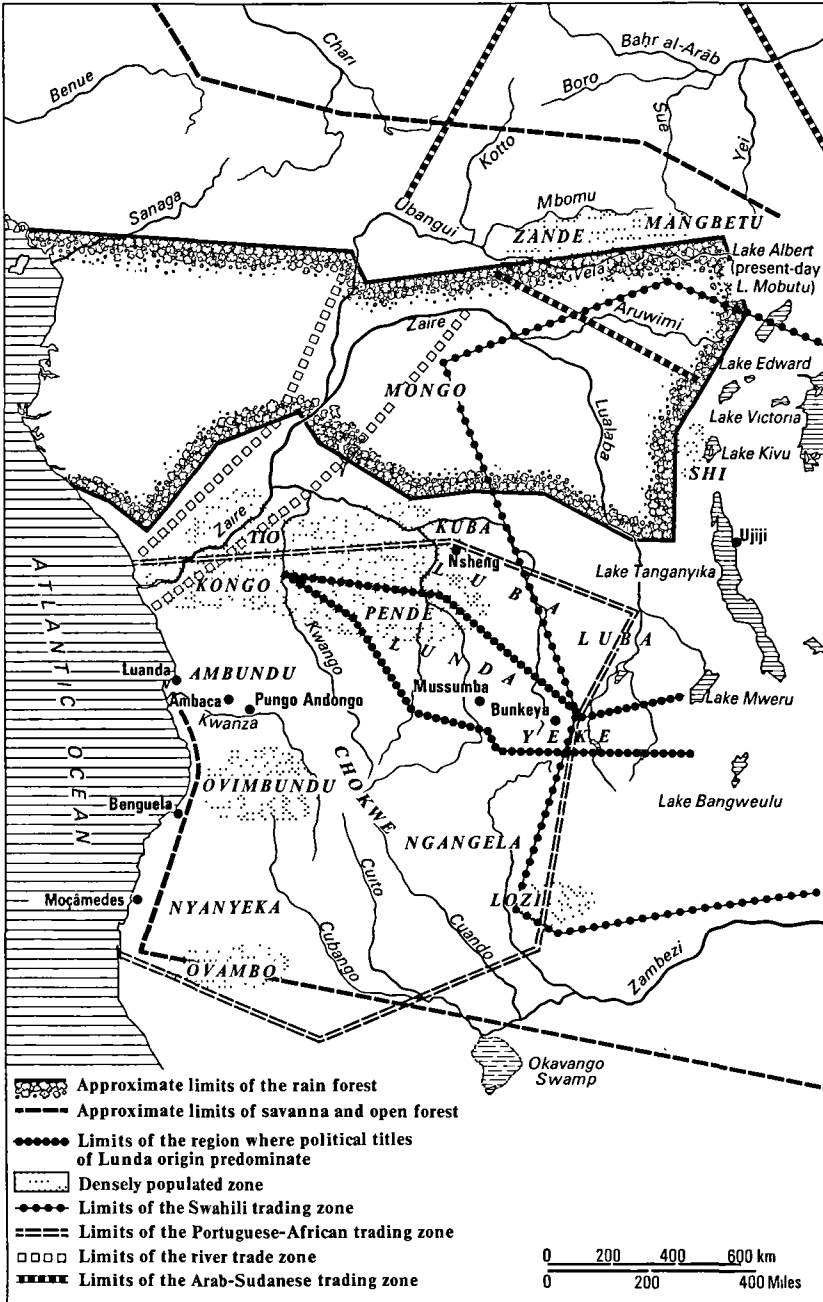 Bahr al-Arāb
Chari
Benue
Boro
Sue
Yei
Kotto
Sanaga
Mbomu
Ubangui
ZANDE
MANGBETU
Lake Albert
(present-day
L. Mobutu)
Vela
Aruwimi
Zaire
Lake Edward
MONGO
Lualaba
Lake Victoria
Lake Kivu
SHI
Zaire
TIO
KUBA
Nsheng
Ujiji
Lake Tanganyika
KONGO
LUBA
PENDE
LUBA
Kwango
LUNDA
Luanda
AMBUNDU
Mussumba
Ambaca
Pungo Andongo
Bunkeya
Lake Mweru
Kwanza
YEKE
ATLANTIC OCEAN
CHOKWE
OVIMBUNDU
Lake Bangweulu
Benguela
NGANGELA
Cuito
LOZI
Moçâmedes
NYANYEKA
Cuando
Cubango
Zambezi
OVAMBO
Okavango
Swamp
Approximate limits of the rain forest
Approximate limits of savanna and open forest
Limits of the region where political titles
of Lunda origin predominate
Densely populated zone
Limits of the Swahili trading zone
Limits of the Portuguese-African trading zone
Limits of the river trade zone
Limits of the Arab-Sudanese trading zone
0 200 400 600 km
0 200 400 Miles